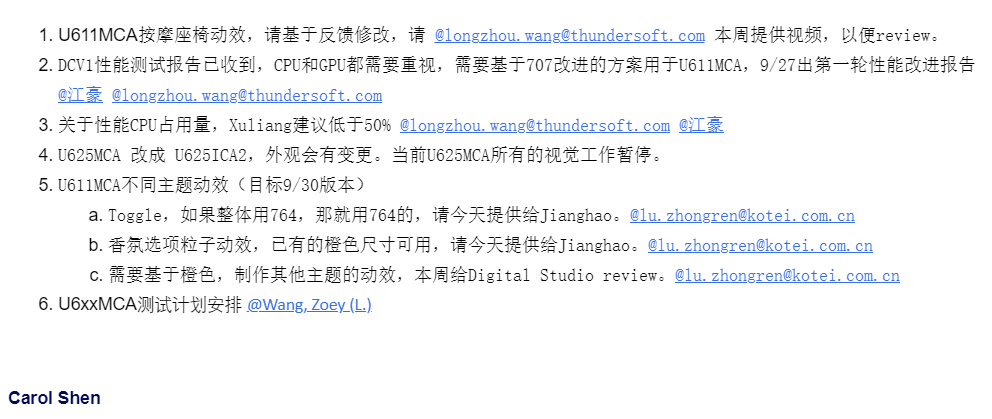 1. U611MCA按摩座椅动效，请基于反馈修改，请 @longzhou.wang@thundersoft.com 本周提供视频，以便review。
2. DCV1性能测试报告已收到，CPU和GPU都需要重视，需要基于707改进的方案用于U611MCA，9/27出第一轮性能改进报告
@江豪 @longzhou.wang@thundersoft.com
3. 关于性能CPU占用量，Xuliang建议低于50% @longzhou.wang@thundersoft.com @江豪
4. U625MCA 改成 U625ICA2，外观会有变更。当前U625MCA所有的视觉工作暂停。
5. U611MCA不同主题动效（目标9/30版本）
a. Toggle，如果整体用764，那就用764的，请今天提供给Jianghao。@lu.zhongren@kotei.com.cn
b. 香氛选项粒子动效，已有的橙色尺寸可用，请今天提供给Jianghao。@lu.zhongren@kotei.com.cn
c. 需要基于橙色，制作其他主题的动效，本周给Digital Studio review。@lu.zhongren@kotei.com.cn
6. U6xxMCA测试计划安排 @Wang, Zoey (L.)
Carol Shen